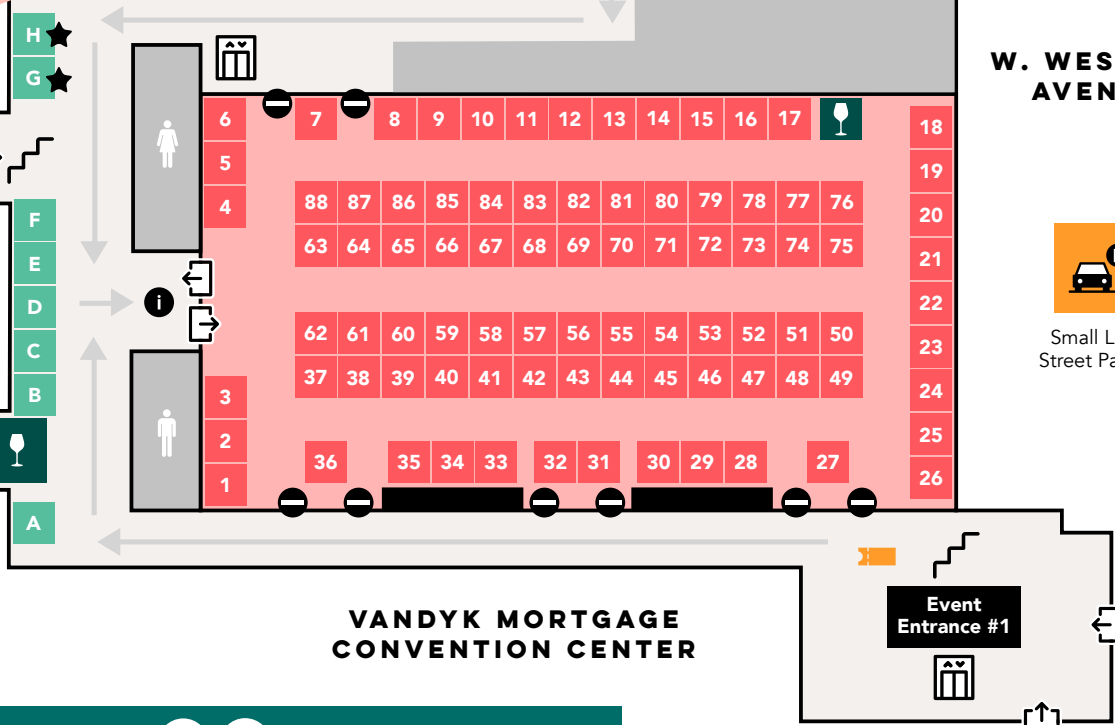 H
G
W. WES
AVEN
6
7
8 9 10 11 12 13 14 15 16 17
18
5
19
4
88 87 86 85 84 83 82 81 80 79 78 77 76
20
F
63 64 65 66 67 68 69 70 71 72 73 74 75
21
E
D
i
22
62 61 60 59 58 57 56 55 54 53 52 51 50
23
C
Small L
Street Pa
37 38 39 40 41 42 43 44 45 46 47 48 49
24
B
3
2
25
36 35 34 33 32 31 30 29 28 27
1
26
A
Event
Entrance #1
VANDYK MORTGAGE
CONVENTION CENTER